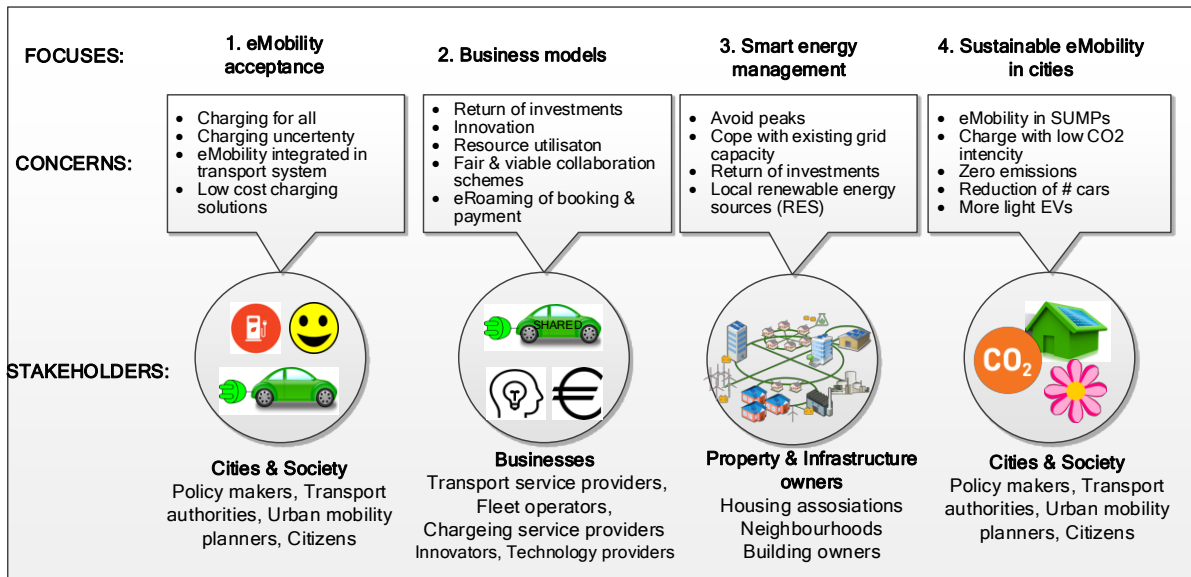 FOCUSES:
1. eMobility
acceptance
2. Business models
3. Smart energy
management
4. Sustainable eMobility
in cities
CONCERNS:
• Charging for all
• Charging uncertenty
• eMobility integrated in
transport system
• Low cost charging
solutions
• Return of investments
• Innovation
• Resource utilisaton
• Fair & viable collaboration
schemes
• eRoaming of booking &
payment
• Avoid peaks
• Cope with existing grid
capacity
• Return of investments
• Local renewable energy
sources (RES)
• eMobility in SUMPs
• Charge with low CO2
intencity
• Zero emissions
• Reduction of # cars
• More light EVs
STAKEHOLDERS:
SHARED
€
CO2
Cities & Society
Policy makers, Transport
authorities, Urban mobility
planners, Citizens
Businesses
Transport service providers,
Fleet operators,
Chargeing service providers
Innovators, Technology providers
Property & Infrastructure
owners
Housing assosiations
Neighbourhoods
Building owners
Cities & Society
Policy makers, Transport
authorities, Urban mobility
planners, Citizens